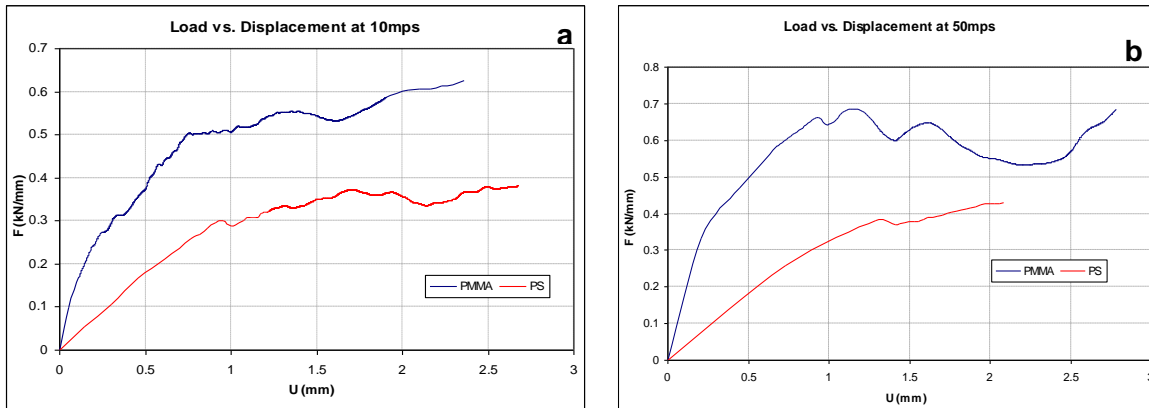 Load vs. Displacement at 10mps
a
0.7
0.6
0.5
0.4
0.3
0.2
0.1
0
F (kN/mm)
PMMA PS
0 0.5 1 1.5 2 2.5 3
U (mm)
Load vs. Displacement at 50mps
b
0.8
0.7
0.6
0.5
0.4
0.3
0.2
0.1
0.0
F (kN/mm)
PMMA PS
0 0.5 1 1.5 2 2.5 3
U (mm)